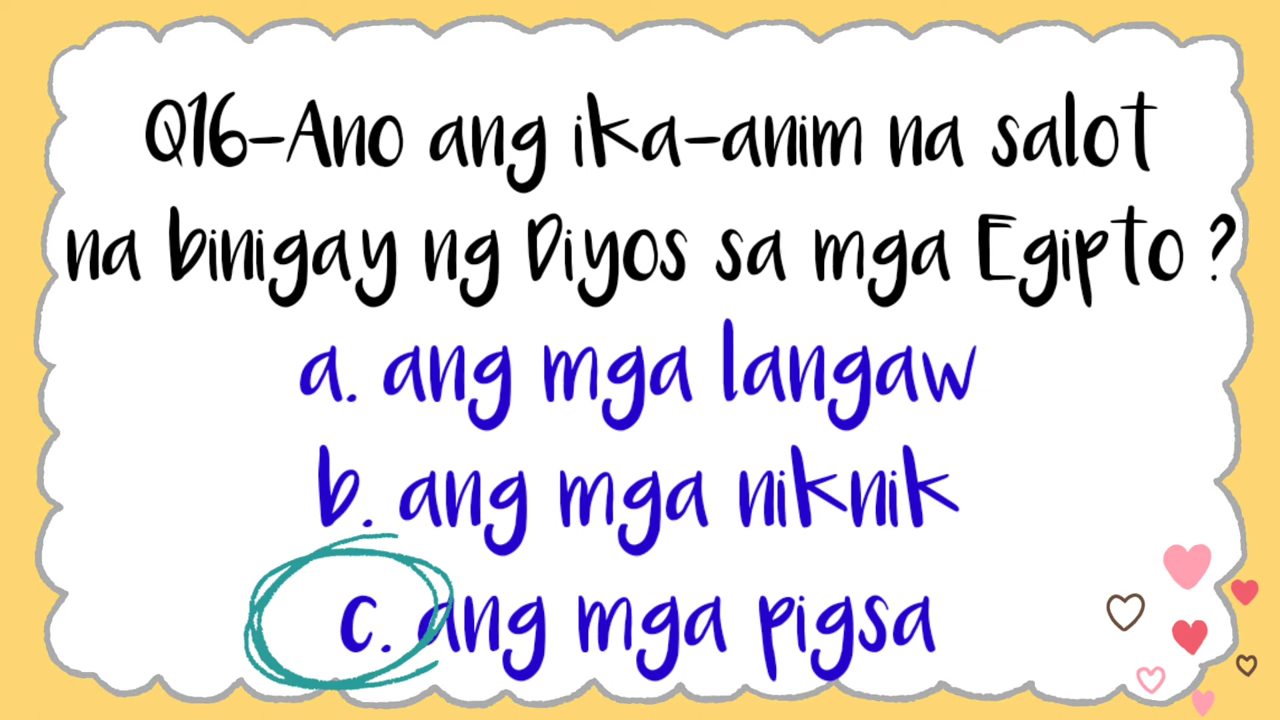 Q16-Ano ang ika-anim na salot
na binigay ng Diyos sa mga Egipto ?
a. ang mga langaw
b. ang mga niknik
c. ang mga pigsa